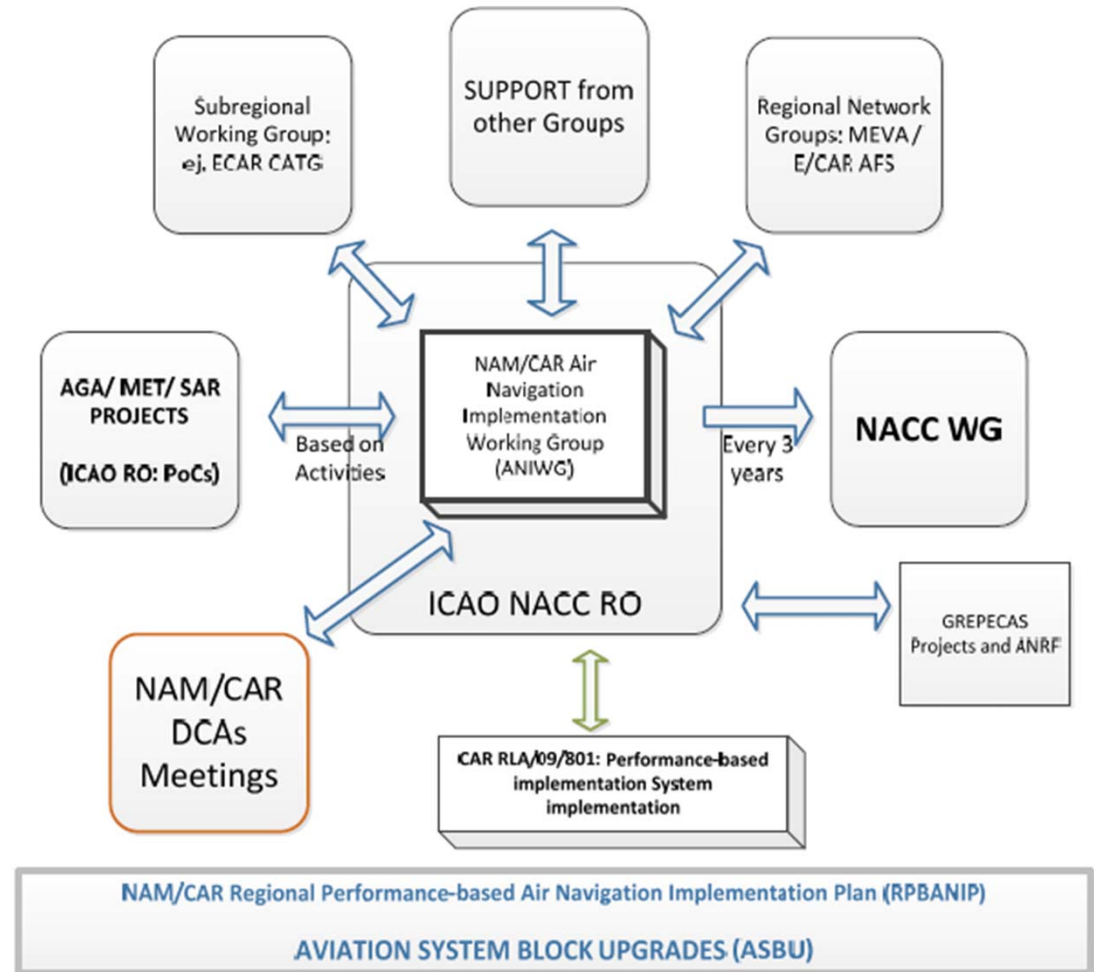 Subregional
Working Group:
ej. ECAR CATG
SUPPORT from
other Groups
Regional Network
Groups: MEVA /
E/CAR AFS
AGA/ MET/ SAR
PROJECTS
(ICAO RO: PoCs)
Based on
Activities
NAM/CAR Air
Navigation
Implementation
Working Group
(ANIWG)
Every 3
years
NACC WG
ICAO NACC RO
GREPECAS
Projects and ANRF
NAM/CAR
DCAs
Meetings
CAR RLA/09/801: Performance-based
implementation System
implementation
NAM/CAR Regional Performance-based Air Navigation Implementation Plan (RPBANIP)
AVIATION SYSTEM BLOCK UPGRADES (ASBU)